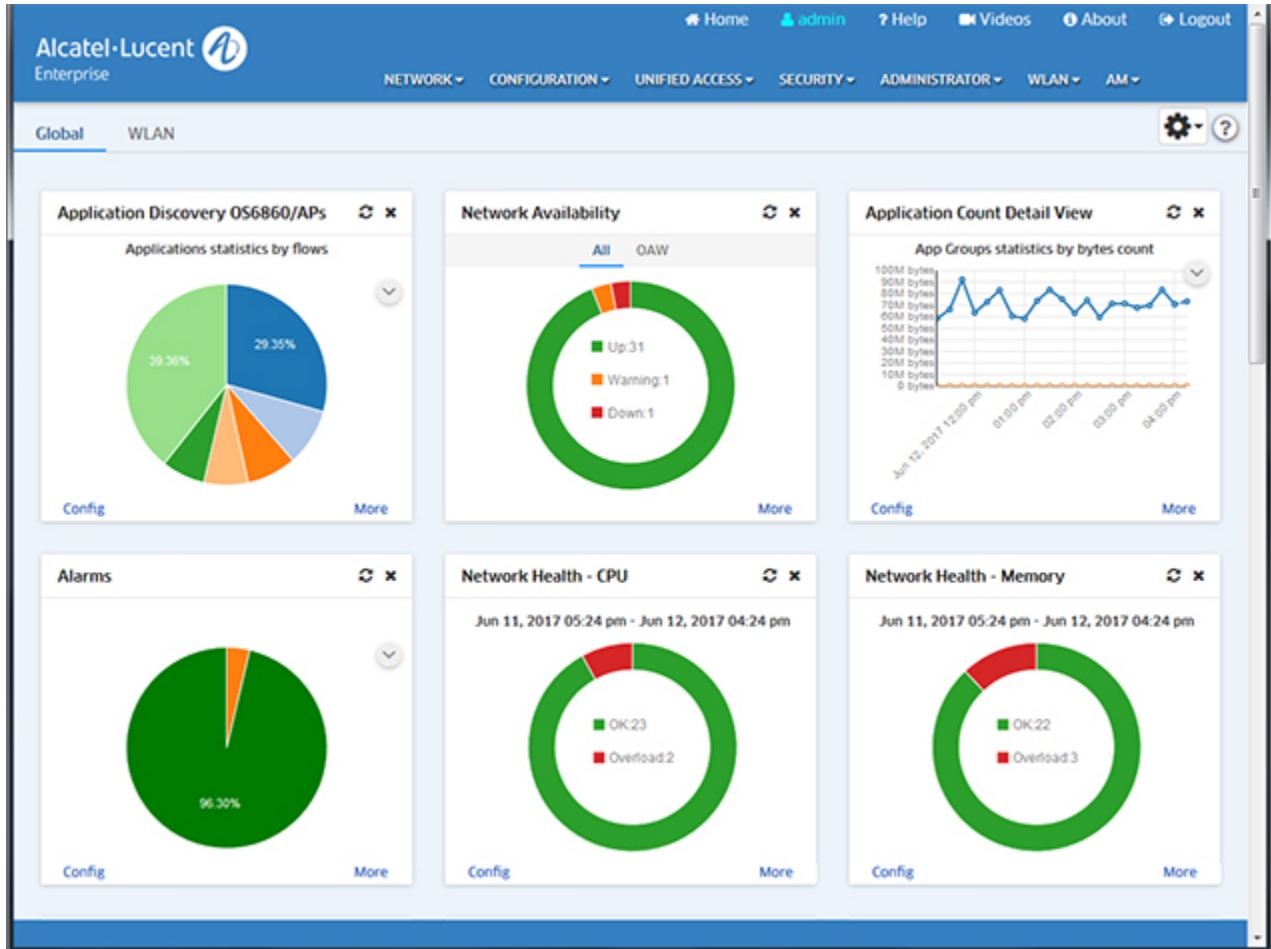 Home admin ? Help Videos About Logout
Alcatel·Lucent
Enterprise
NETWORK CONFIGURATION UNIFIED ACCESS SECURITY ADMINISTRATOR WLAN AM
Global WLAN
?
Application Discovery OS6860/APs
Applications statistics by flows
39.36%
29.35%
Config More
Network Availability
All OAW
Up:31
Warning:1
Down:1
More
Application Count Detail View
App Groups statistics by bytes count
100M bytes
90M bytes
80M bytes
70M bytes
60M bytes
50M bytes
40M bytes
30M bytes
20M bytes
10M bytes
0 bytes
Jun 12, 2017 12:00 pm
01:00 pm
02:00 pm
03:00 pm
04:00 pm
Config More
Alarms
96.30%
Config More
Network Health - CPU
Jun 11, 2017 05:24 pm - Jun 12, 2017 04:24 pm
OK:23
Overload:2
Config More
Network Health - Memory
Jun 11, 2017 05:24 pm - Jun 12, 2017 04:24 pm
OK:22
Overload:3
Config More